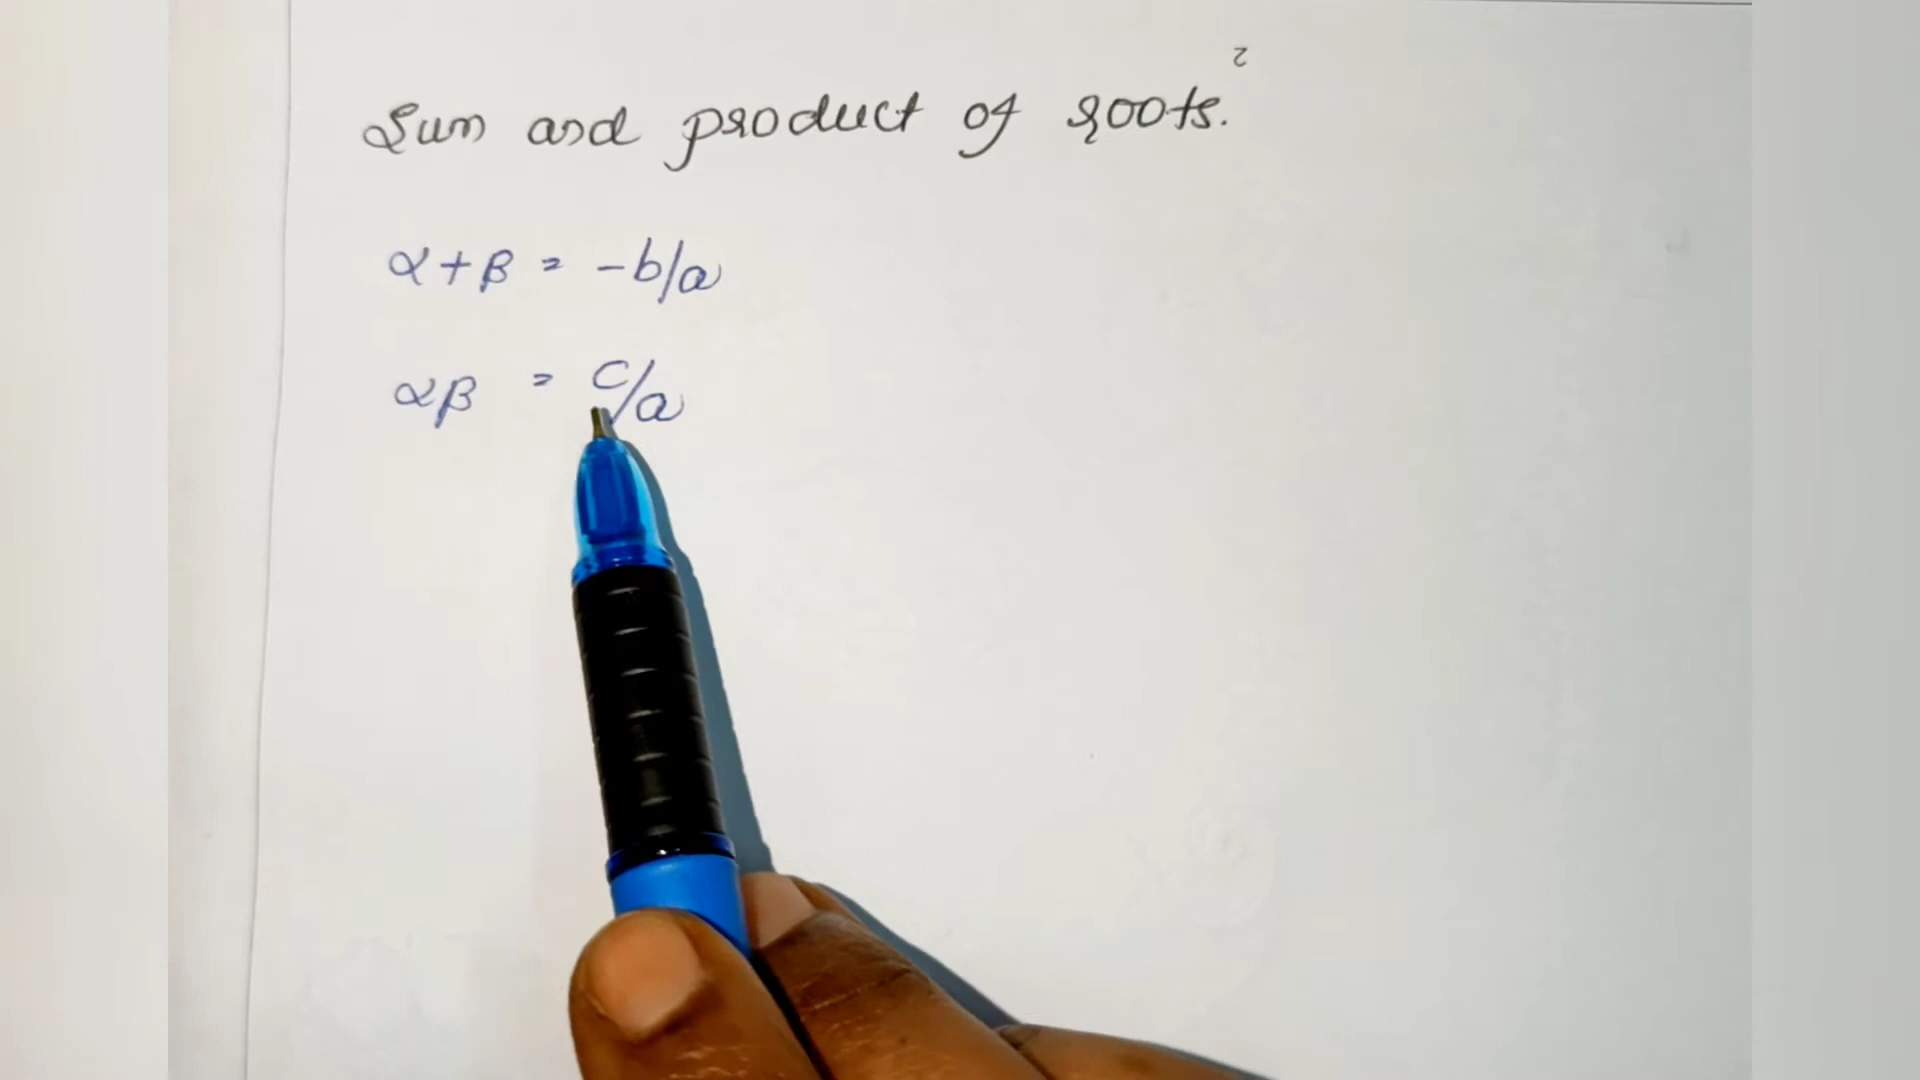 Sum and product of roots.
α + β = -b/a
αβ = c/a